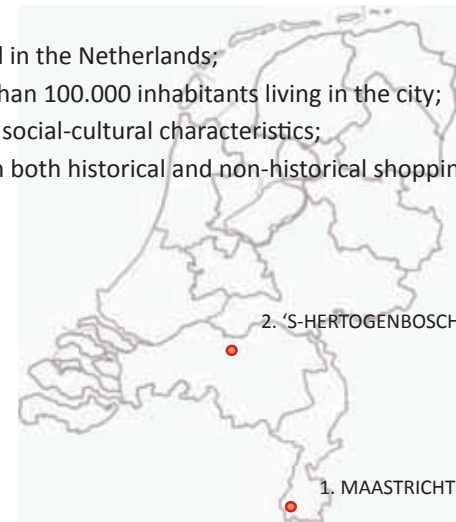 in the Netherlands;
han 100.000 inhabitants living in the city;
social-cultural characteristics;
both historical and non-historical shoppin
2. ‘S-HERTOGENBOSCH
1. MAASTRICHT